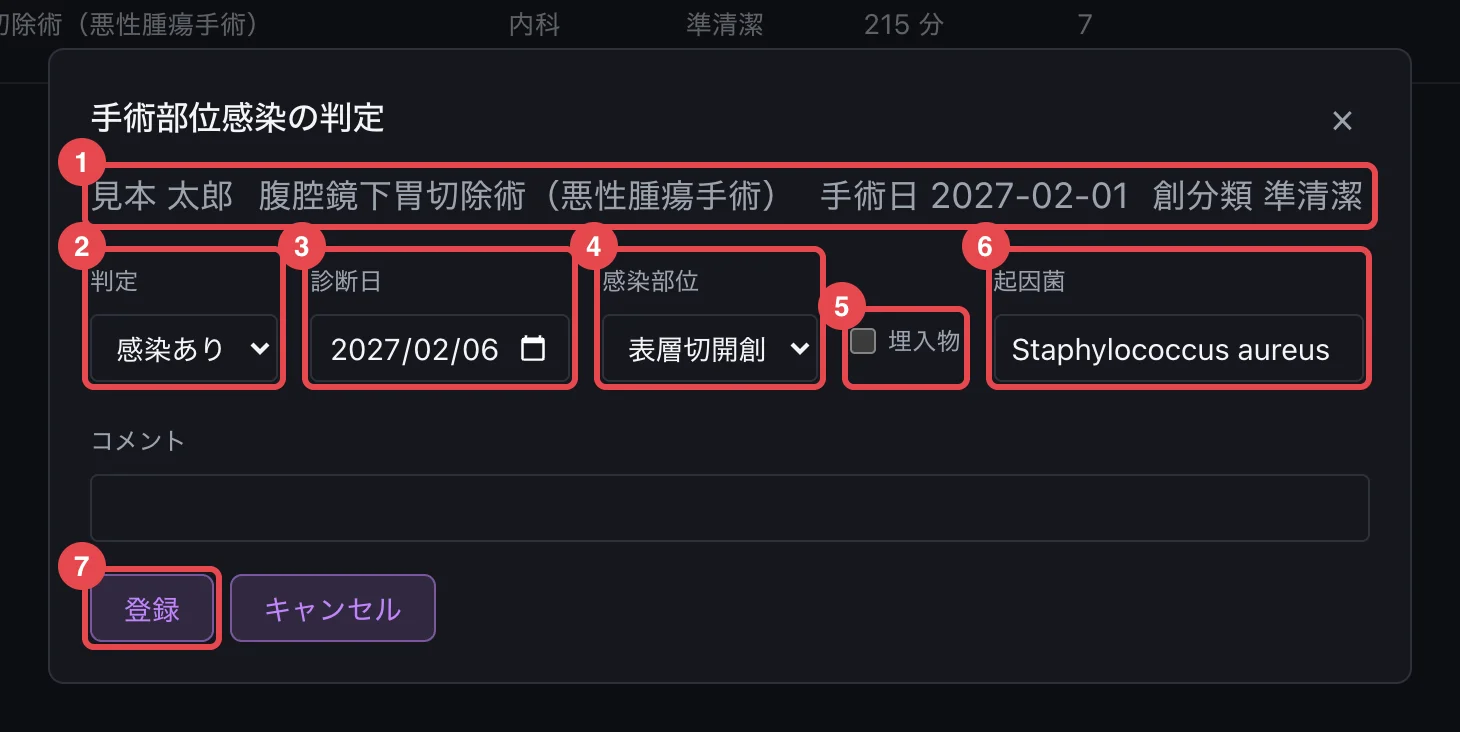 切除術（悪性腫瘍手術） 内科 準清潔 215 分 7
手術部位感染の判定 ×
1
見本 太郎 腹腔鏡下胃切除術（悪性腫瘍手術） 手術日 2027-02-01 創分類 準清潔
2 3 4 6
判定 診断日 感染部位 起因菌
5
感染あり 2027/02/06 表層切開創 埋入物 Staphylococcus aureus
コメント
7
登録 キャンセル